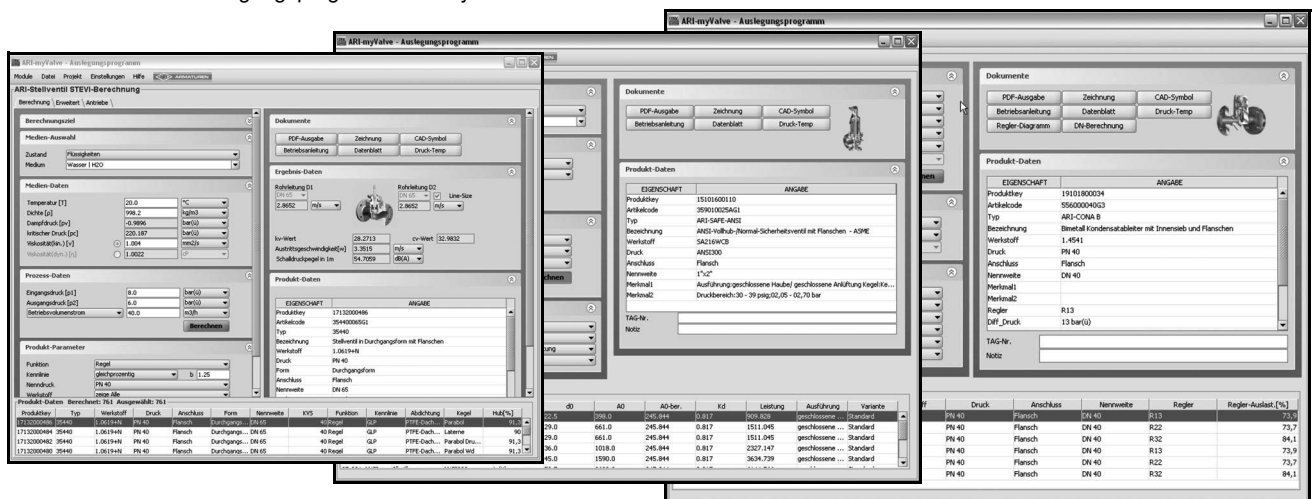 ARI-myValve - Auslegungsprogramm
Module Datei Projekt Einstellungen Hilfe ARI ARMATUREN
ARI-Stellventil STEVI-Berechnung
Berechnung Erweitert Antriebe
Berechnungsziel
Medien-Auswahl
Zustand Flüssigkeiten
Medium Wasser | H2O
Medien-Daten
Temperatur [T] 20.0 °C
Dichte [ρ] 998.2 kg/m3
Dampfdruck [pv] -0.9896 bar(ü)
kritischer Druck [pc] 220.187 bar(ü)
Viskosität(kin.) [ν] 1.004 mm2/s
Viskosität(dyn.) [η] 1.0022 cP
Prozess-Daten
Eingangsdruck [p1] 8.0 bar(ü)
Ausgangsdruck [p2] 6.0 bar(ü)
Betriebsvolumenstrom 40.0 m3/h
Berechnen
Produkt-Parameter
Funktion Regel
Kennlinie gleichprozentig b 1.25
Nenndruck PN 40
Werkstoff zeige Alle
Dokumente
PDF-Ausgabe Zeichnung CAD-Symbol
Betriebsanleitung Datenblatt Druck-Temp
Ergebnis-Daten
Rohrleitung D1 Rohrleitung D2
DN 65 DN 65 Line-Size
2.8652 m/s 2.8652 m/s
kv-Wert 28.2713 cv-Wert 32.9832
Austrittsgeschwindigkeit[w] 3.3515 m/s
Schalldruckpegel in 1m 54.7059 dB(A)
Produkt-Daten
EIGENSCHAFT ANGABE
Produktkey 17132000486
Artikelcode 354400065G1
Typ 35440
Bezeichnung Stellventil in Durchgangsform mit Flanschen
Werkstoff 1.0619+N
Druck PN 40
Form Durchgangsform
Anschluss Flansch
Nennweite DN 65
Produkt-Daten Berechnet: 761 Ausgewählt: 761
Produktkey Typ Werkstoff Druck Anschluss Form Nennweite KVS Funktion Kennlinie Abdichtung Kegel Hub[%]
17132000486 35440 1.0619+N PN 40 Flansch Durchgangs... DN 65 40 Regel GLP PTFE-Dach... Parabol 91,3
17132000484 35440 1.0619+N PN 40 Flansch Durchgangs... DN 65 40 Regel GLP PTFE-Dach... Laterne 90
17132000482 35440 1.0619+N PN 40 Flansch Durchgangs... DN 65 40 Regel GLP PTFE-Dach... Parabol Dru... 91,3
17132000480 35440 1.0619+N PN 40 Flansch Durchgangs... DN 65 40 Regel GLP PTFE-Dach... Parabol Wd 91,3
ARI-myValve - Auslegungsprogramm
Dokumente
PDF-Ausgabe Zeichnung CAD-Symbol
Betriebsanleitung Datenblatt Druck-Temp
Produkt-Daten
EIGENSCHAFT ANGABE
Produktkey 15101600110
Artikelcode 359010025AG1
Typ ARI-SAFE-ANSI
Bezeichnung ANSI-Vollhub-/Normal-Sicherheitsventil mit Flanschen - ASME
Werkstoff SA216WCB
Druck ANSI300
Anschluss Flansch
Nennweite 1"x2"
Merkmal1 Ausführung:geschlossene Haube/ geschlossene Anlüftung Kegel:Ke...
Merkmal2 Druckbereich:30 - 39 psig;02,05 - 02,70 bar
TAG-Nr.
Notiz
d0 A0 A0-ber. Kd Leistung Ausführung Variante
22.5 398.0 245.844 0.817 909.828 geschlossene ... Standard
29.0 661.0 245.844 0.817 1511.045 geschlossene ... Standard
29.0 661.0 245.844 0.817 1511.045 geschlossene ... Standard
36.0 1018.0 245.844 0.817 2327.147 geschlossene ... Standard
45.0 1590.0 245.844 0.817 3634.739 geschlossene ... Standard
ARI-myValve - Auslegungsprogramm
Dokumente
PDF-Ausgabe Zeichnung CAD-Symbol
Betriebsanleitung Datenblatt Druck-Temp
Regler-Diagramm DN-Berechnung
Produkt-Daten
EIGENSCHAFT ANGABE
Produktkey 19101800034
Artikelcode 556000040G3
Typ ARI-CONA B
Bezeichnung Bimetall Kondensatableiter mit Innensieb und Flanschen
Werkstoff 1.4541
Druck PN 40
Anschluss Flansch
Nennweite DN 40
Merkmal1
Merkmal2
Regler R13
Diff_Druck 13 bar(ü)
TAG-Nr.
Notiz
Druck Anschluss Nennweite Regler Regler-Auslast.[%]
PN 40 Flansch DN 40 R13 73,9
PN 40 Flansch DN 40 R22 73,7
PN 40 Flansch DN 40 R32 84,1
PN 40 Flansch DN 40 R13 73,9
PN 40 Flansch DN 40 R22 73,7
PN 40 Flansch DN 40 R32 84,1